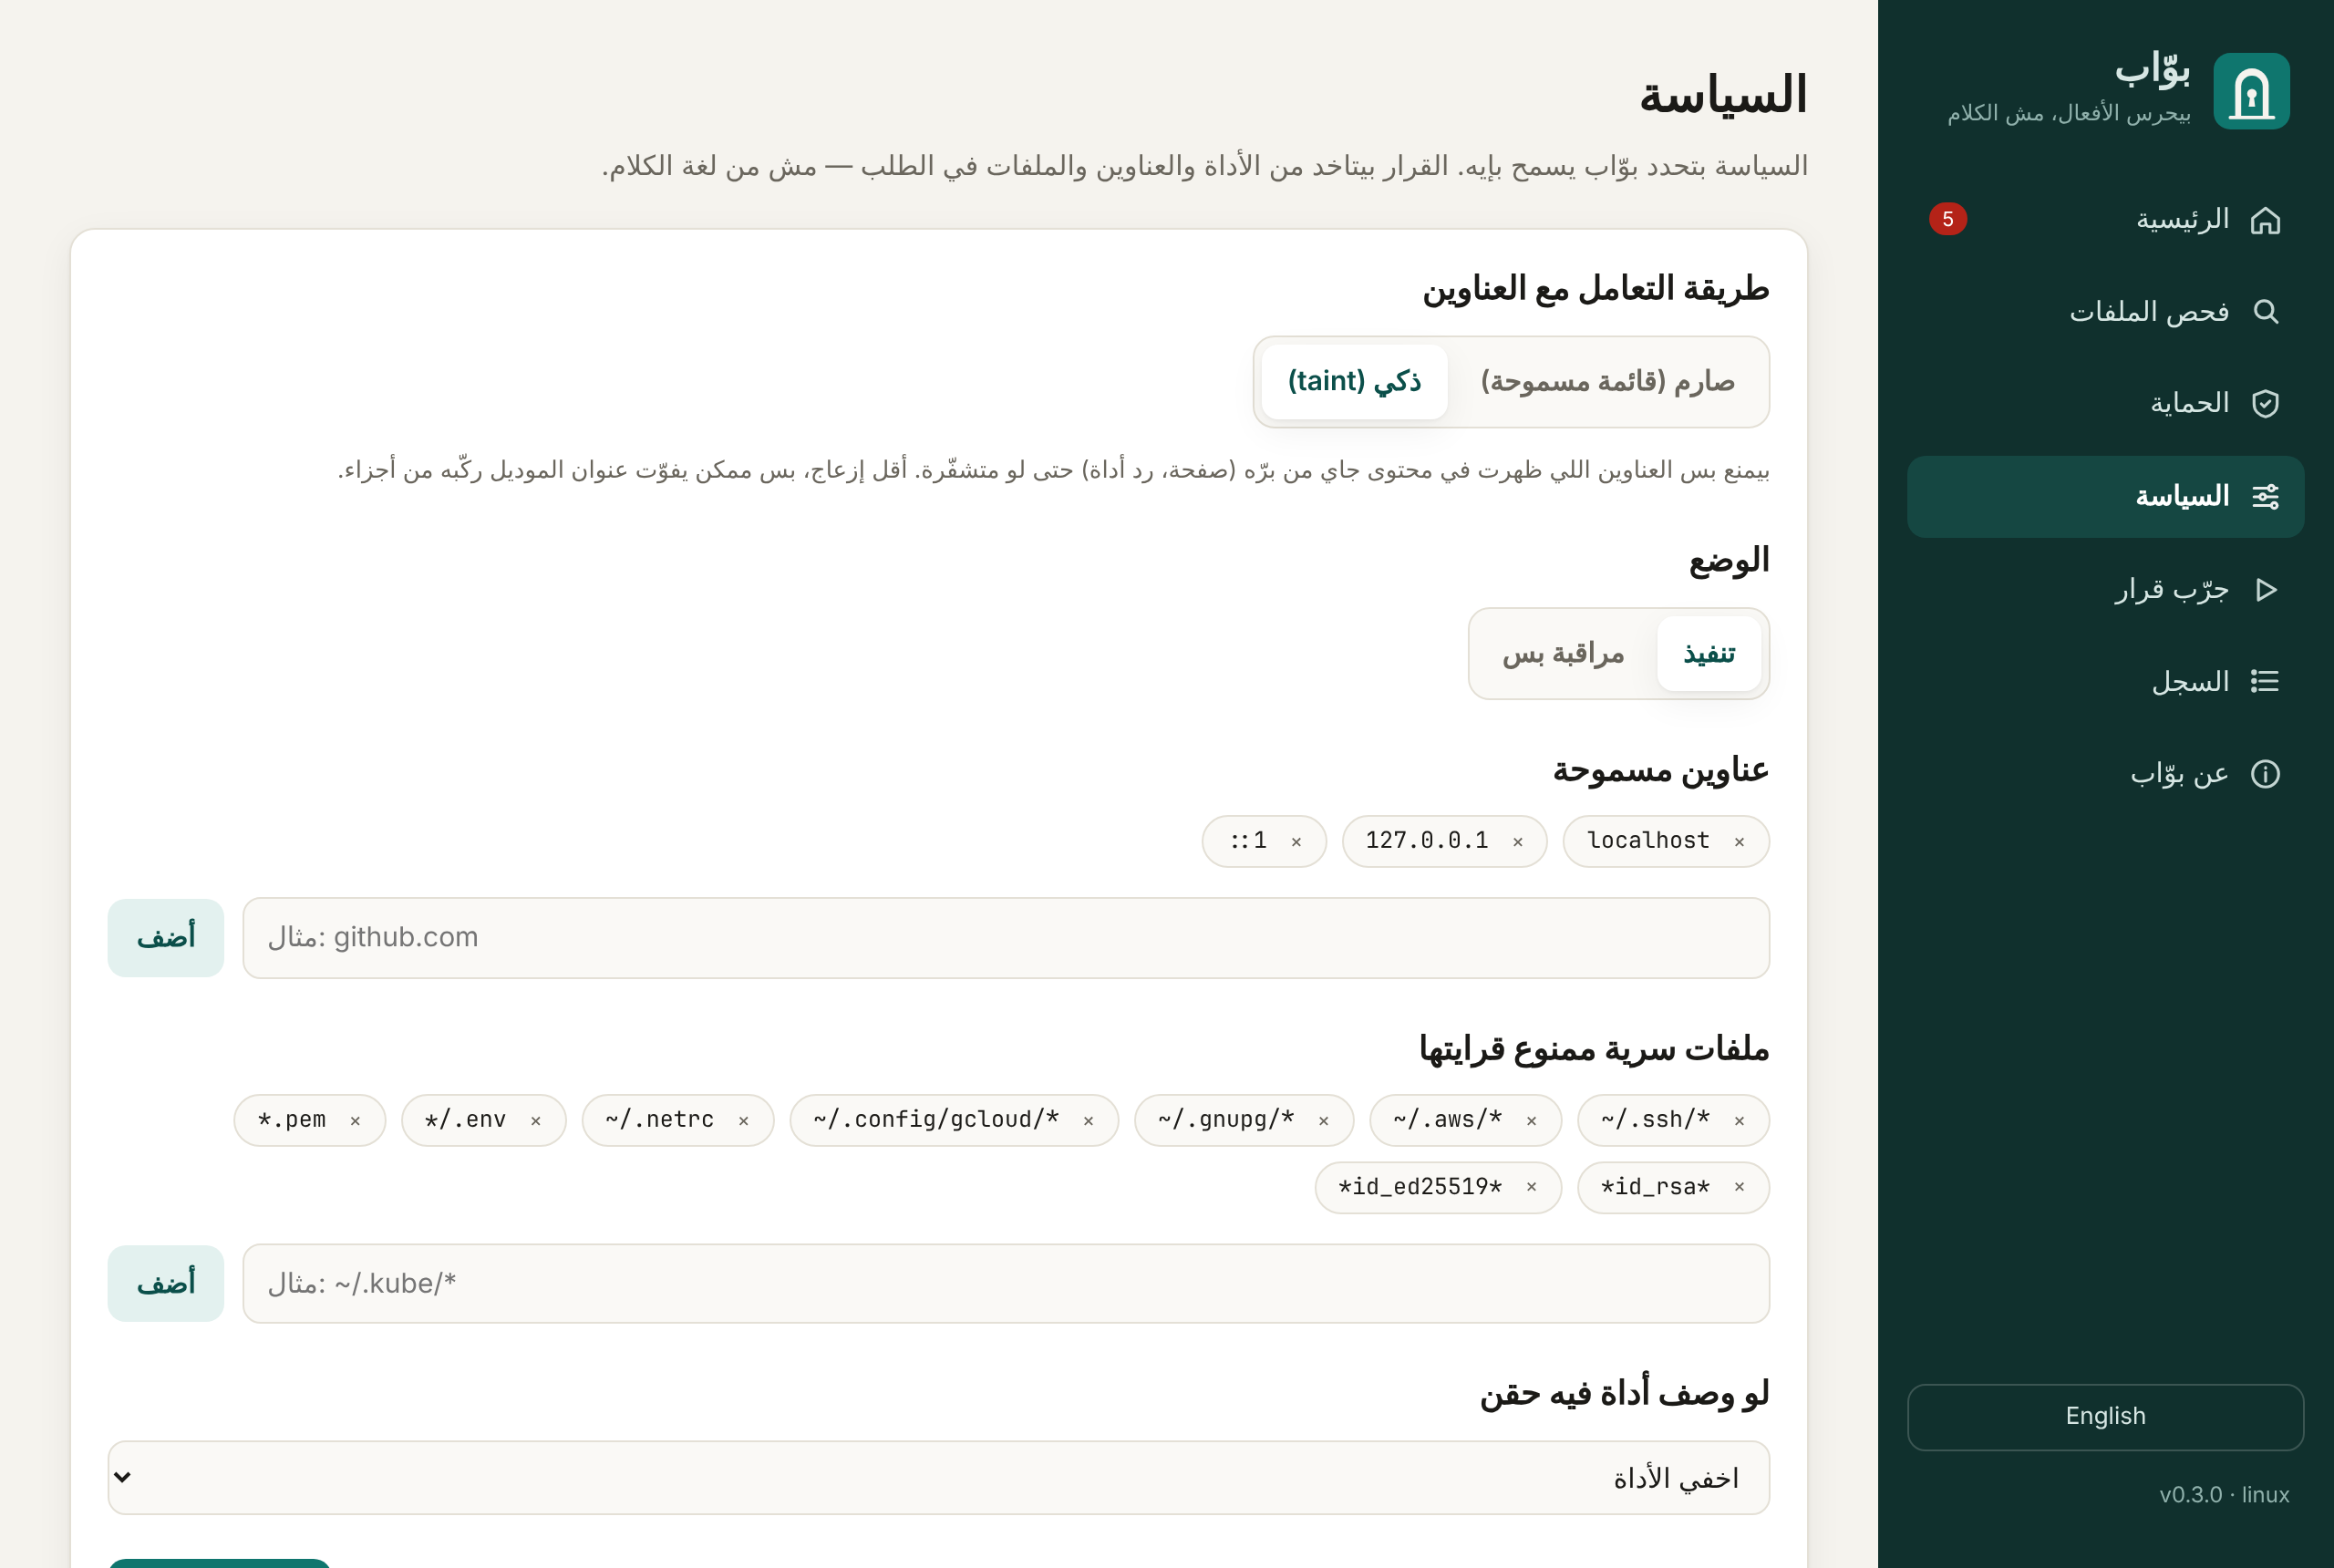 بوّاب
بيحرس الأفعال، مش الكلام
الرئيسية
5
فحص الملفات
الحماية
السياسة
جرّب قرار
السجل
عن بوّاب
English
v0.3.0 · linux
السياسة
السياسة بتحدد بوّاب يسمح بإيه. القرار بيتاخد من الأداة والعناوين والملفات في الطلب — مش من لغة الكلام.
طريقة التعامل مع العناوين
صارم (قائمة مسموحة)
ذكي (taint)
بيمنع بس العناوين اللي ظهرت في محتوى جاي من برّه (صفحة، رد أداة) حتى لو متشفّرة. أقل إزعاج، بس ممكن يفوّت عنوان الموديل ركّبه من أجزاء.
الوضع
تنفيذ
مراقبة بس
عناوين مسموحة
localhost ×
127.0.0.1 ×
::1 ×
مثال: github.com
أضف
ملفات سرية ممنوع قرايتها
~/.ssh/* ×
~/.aws/* ×
~/.gnupg/* ×
~/.config/gcloud/* ×
~/.netrc ×
*/.env ×
*.pem ×
*id_rsa* ×
*id_ed25519* ×
مثال: ~/.kube/*
أضف
لو وصف أداة فيه حقن
اخفي الأداة